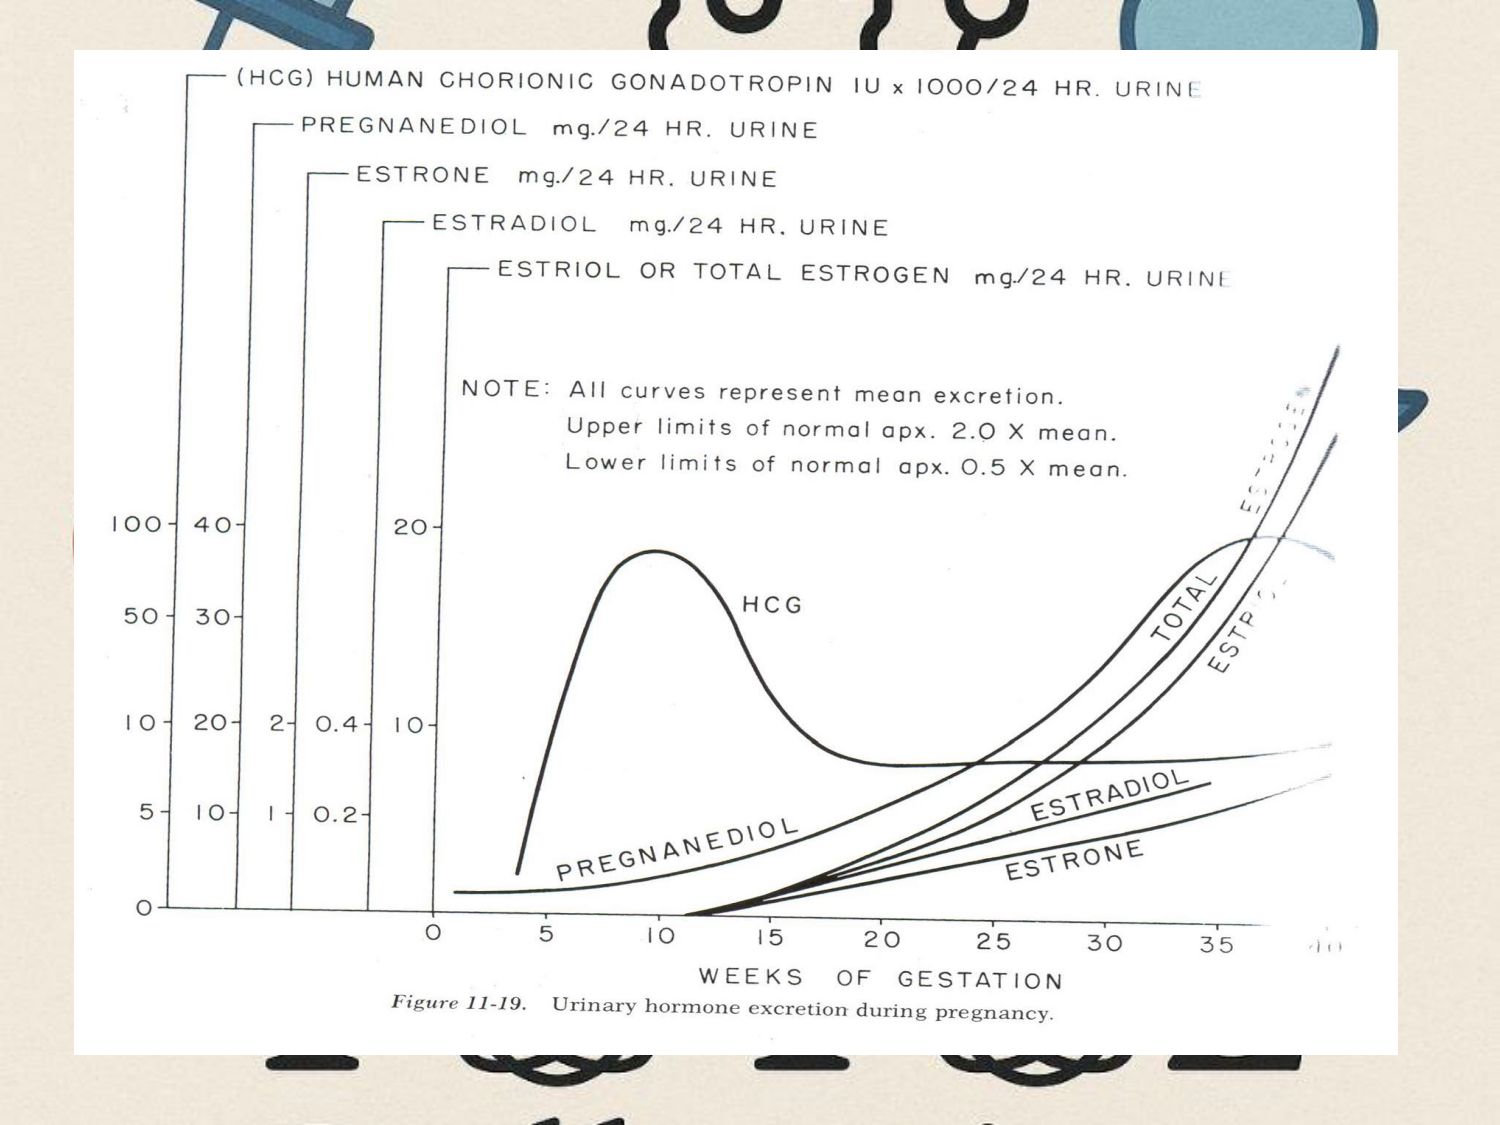 (HCG) HUMAN CHORIONIC GONADOTROPIN IU x 1000/24 HR. URINE
PREGNANEDIOL mg./24 HR. URINE
ESTRONE mg./24 HR. URINE
ESTRADIOL mg./24 HR. URINE
ESTRIOL OR TOTAL ESTROGEN mg./24 HR. URINE
NOTE: All curves represent mean excretion.
Upper limits of normal apx. 2.0 X mean.
Lower limits of normal apx. 0.5 X mean.
100 40 20
50 30
10 20 2 0.4 10
5 10 1 0.2
0
HCG
TOTAL
PREGNANEDIOL
ESTRADIOL
ESTRONE
0 5 10 15 20 25 30 35 40
WEEKS OF GESTATION
Figure 11-19. Urinary hormone excretion during pregnancy.